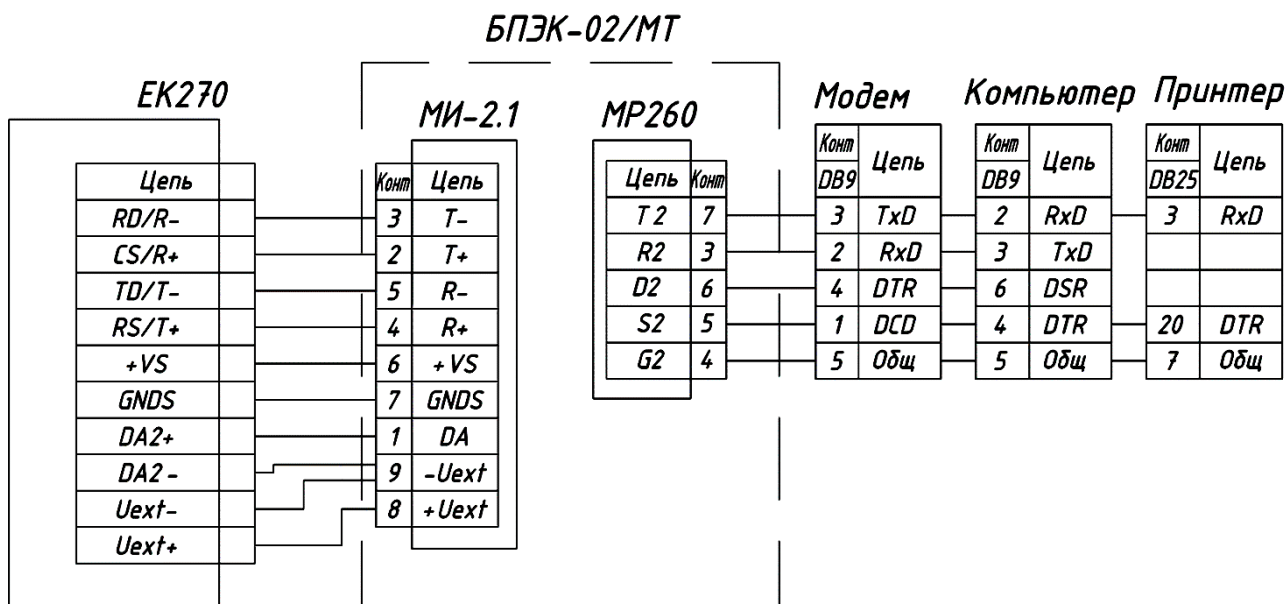 БПЭК-02/МТ
ЕК270
Цепь
RD/R-
CS/R+
TD/T-
RS/T+
+VS
GNDS
DA2+
DA2-
Uext-
Uext+
МИ-2.1
Конт Цепь
3 T-
2 T+
5 R-
4 R+
6 +VS
7 GNDS
1 DA
9 -Uext
8 +Uext
МР260
Цепь Конт
T2 7
R2 3
D2 6
S2 5
G2 4
Модем
Конт Цепь
DB9
3 TxD
2 RxD
4 DTR
1 DCD
5 Общ
Компьютер
Конт Цепь
DB9
2 RxD
3 TxD
6 DSR
4 DTR
5 Общ
Принтер
Конт Цепь
DB25
3 RxD
20 DTR
7 Общ